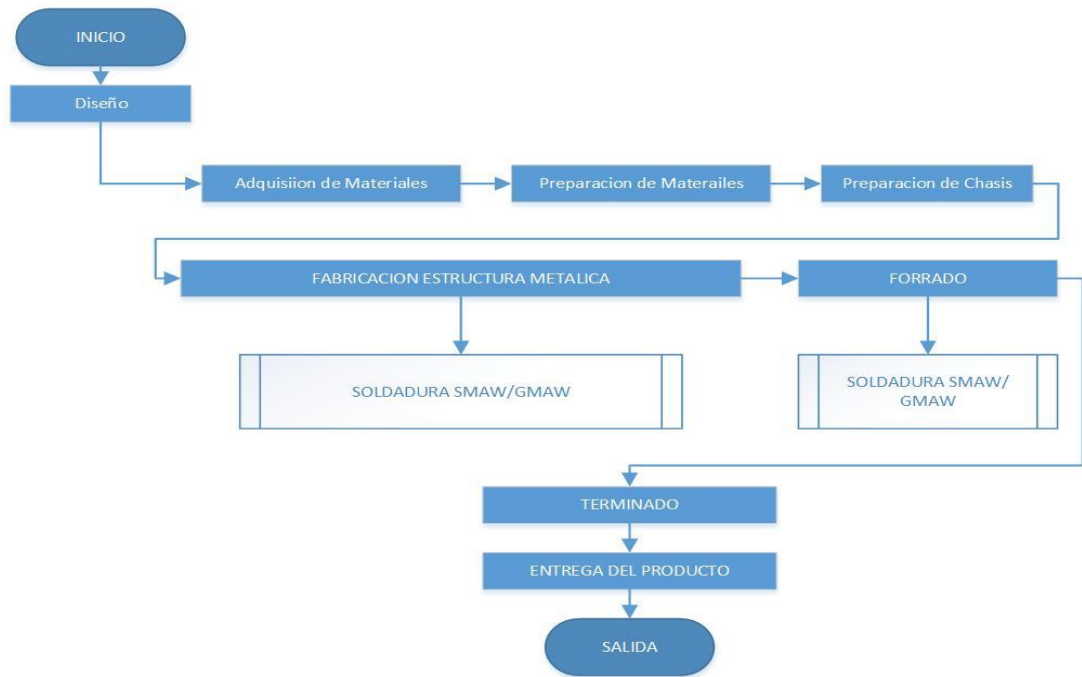 INICIO
Diseño
Adquisiion de Materiales
Preparacion de Materailes
Preparacion de Chasis
FABRICACION ESTRUCTURA METALICA
FORRADO
SOLDADURA SMAW/GMAW
SOLDADURA SMAW/
GMAW
TERMINADO
ENTREGA DEL PRODUCTO
SALIDA